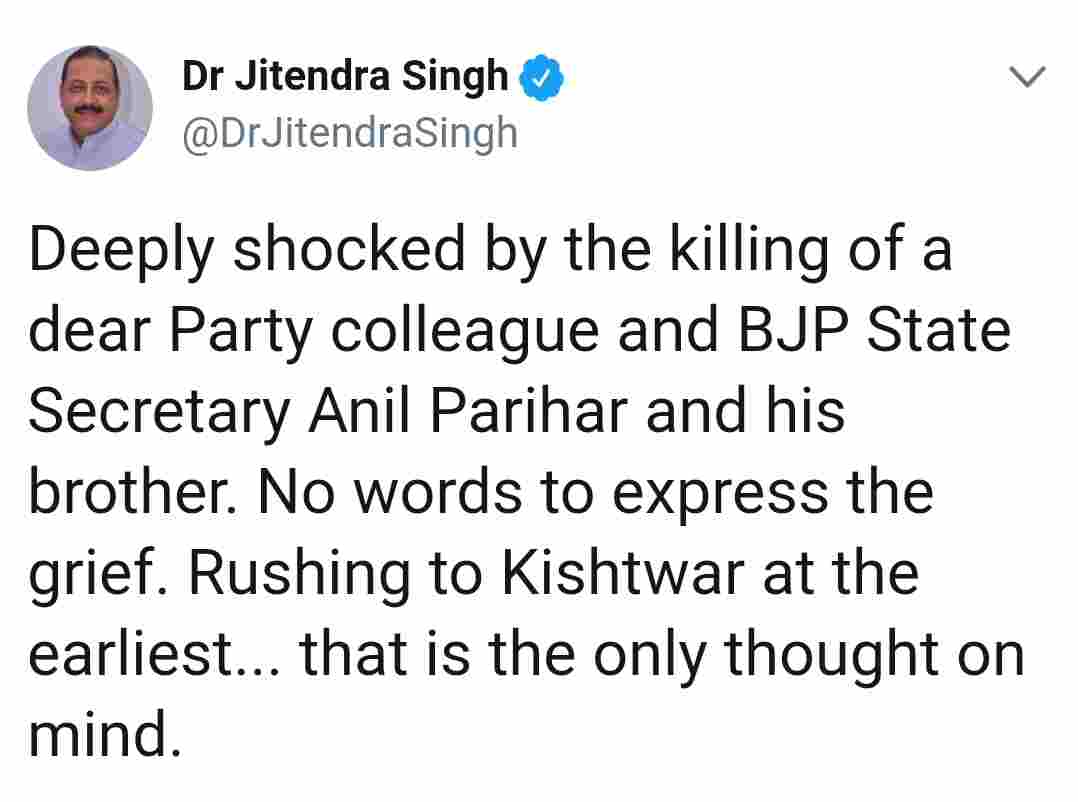 Dr Jitendra Singh
@DrJitendraSingh
Deeply shocked by the killing of a
dear Party colleague and BJP State
Secretary Anil Parihar and his
brother. No words to express the
grief. Rushing to Kishtwar at the
earliest... that is the only thought on
mind.